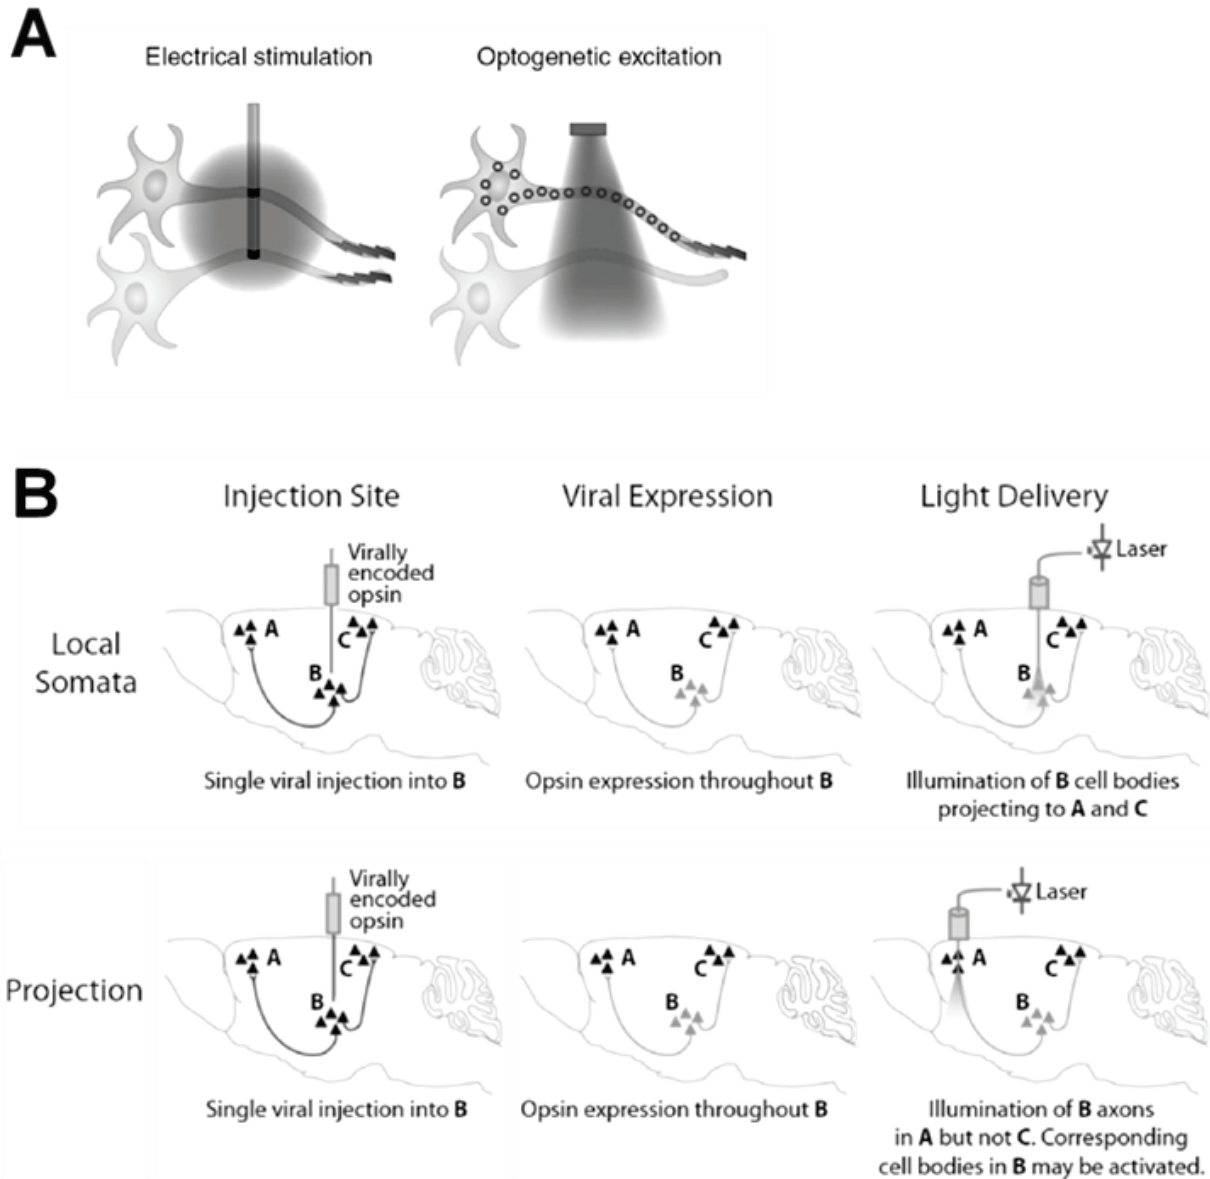 A
Electrical stimulation
Optogenetic excitation
B
Injection Site
Viral Expression
Light Delivery
Local
Somata
Virally
encoded
opsin
A
B
C
Single viral injection into B
A
B
C
Opsin expression throughout B
Laser
A
B
C
Illumination of B cell bodies
projecting to A and C
Projection
Virally
encoded
opsin
A
B
C
Single viral injection into B
A
B
C
Opsin expression throughout B
Laser
A
B
C
Illumination of B axons
in A but not C. Corresponding
cell bodies in B may be activated.